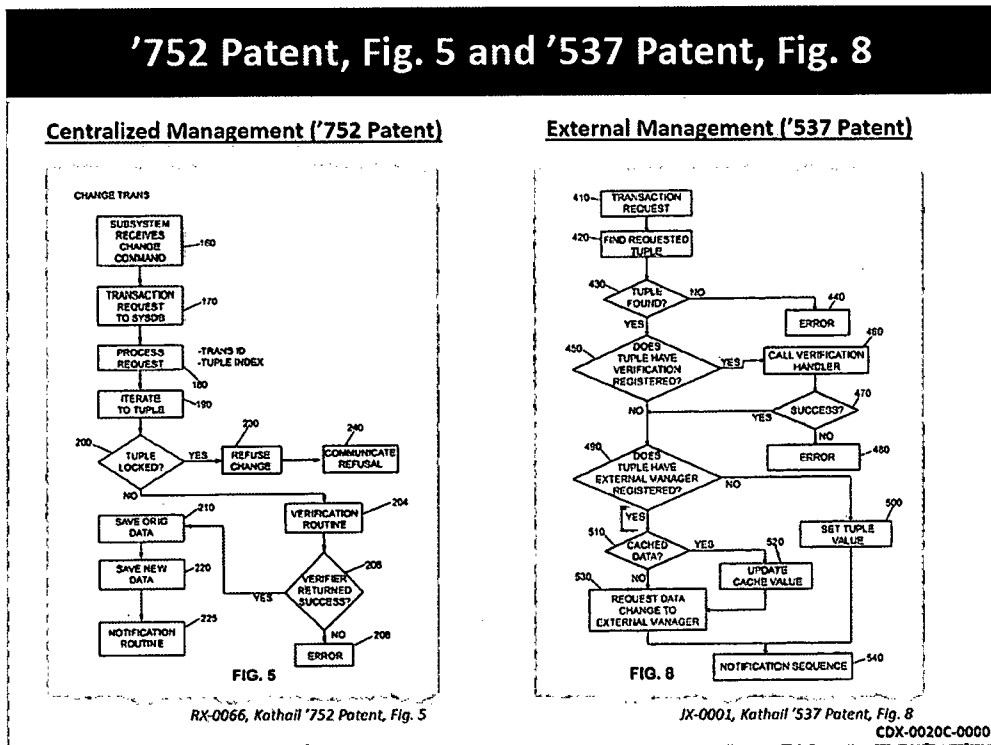 '752 Patent, Fig. 5 and '537 Patent, Fig. 8
Centralized Management ('752 Patent)
CHANGE TRANS
SUBSYSTEM
RECEIVES
CHANGE
COMMAND
160
TRANSACTION
REQUEST
TO SYSDB
170
PROCESS
REQUEST
-TRANS ID
-TUPLE INDEX
180
ITERATE
TO TUPLE
190
200
TUPLE
LOCKED?
YES
230
REFUSE
CHANGE
240
COMMUNICATE
REFUSAL
NO
210
SAVE ORIG
DATA
VERIFICATION
ROUTINE
204
SAVE NEW
DATA
220
206
VERIFIER
RETURNED
SUCCESS?
YES
NOTIFICATION
ROUTINE
225
NO
ERROR
208
FIG. 5
RX-0066, Kathail '752 Patent, Fig. 5
External Management ('537 Patent)
410
TRANSACTION
REQUEST
420
FIND REQUESTED
TUPLE
430
TUPLE
FOUND?
NO
440
ERROR
YES
450
DOES
TUPLE HAVE
VERIFICATION
REGISTERED?
YES
460
CALL VERIFICATION
HANDLER
NO
YES
SUCCESS?
470
NO
ERROR
480
490
DOES
TUPLE HAVE
EXTERNAL MANAGER
REGISTERED?
NO
YES
500
SET TUPLE
VALUE
510
CACHED
DATA?
YES
520
UPDATE
CACHE VALUE
NO
530
REQUEST DATA
CHANGE TO
EXTERNAL MANAGER
FIG. 8
NOTIFICATION SEQUENCE
540
JX-0001, Kathail '537 Patent, Fig. 8
CDX-0020C-0000